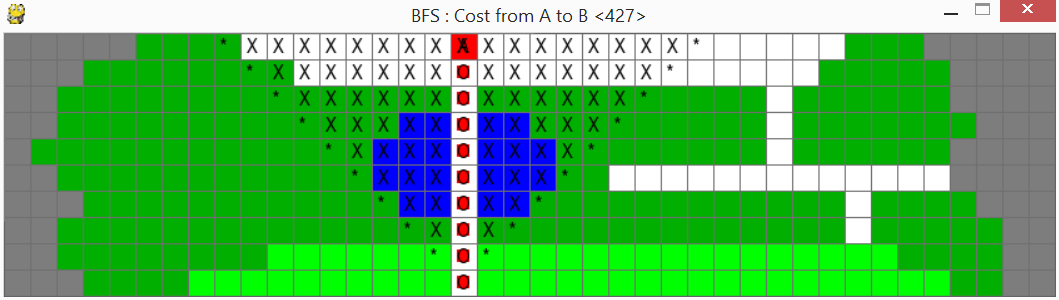 BFS : Cost from A to B <427>
* X X X X X X X X X X X X X X X X X *
* X X X X X X X O X X X X X X X *
* X X X X X X O X X X X X X *
* X X X X X O X X X X X *
* X X X X O X X X X *
* X X X O X X X *
* X X O X X *
* X O X *
* O *
O